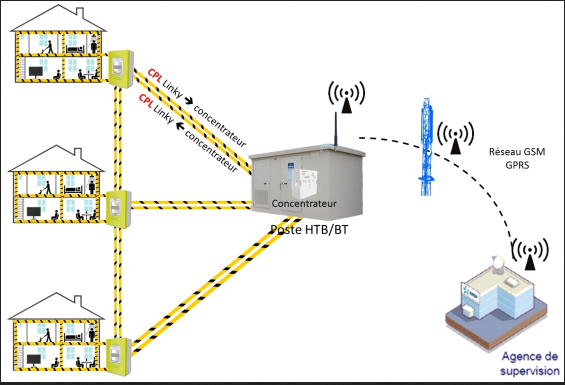 CPL Linky ➔ concentrateur
CPL Linky ← concentrateur
Réseau GSM
GPRS
Concentrateur
Poste HTB/BT
Agence de
supervision